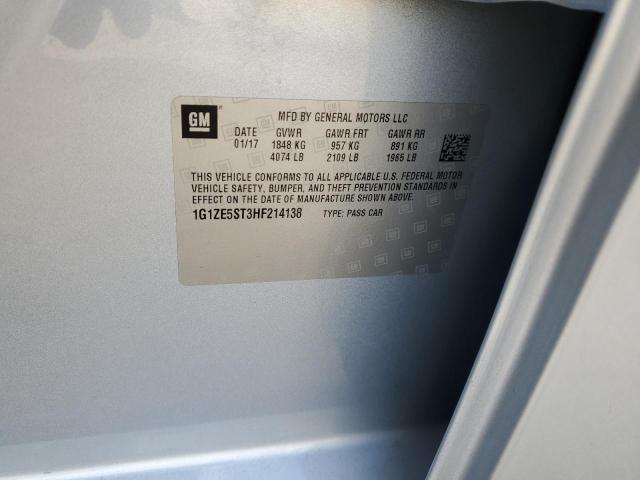 GM
MFD BY GENERAL MOTORS LLC
DATE GVWR GAWR FRT GAWR RR
01/17 1848 KG 957 KG 891 KG
4074 LB 2109 LB 1965 LB
THIS VEHICLE CONFORMS TO ALL APPLICABLE U.S. FEDERAL MOTOR
VEHICLE SAFETY, BUMPER, AND THEFT PREVENTION STANDARDS IN
EFFECT ON THE DATE OF MANUFACTURE SHOWN ABOVE.
1G1ZE5ST3HF214138 TYPE: PASS CAR